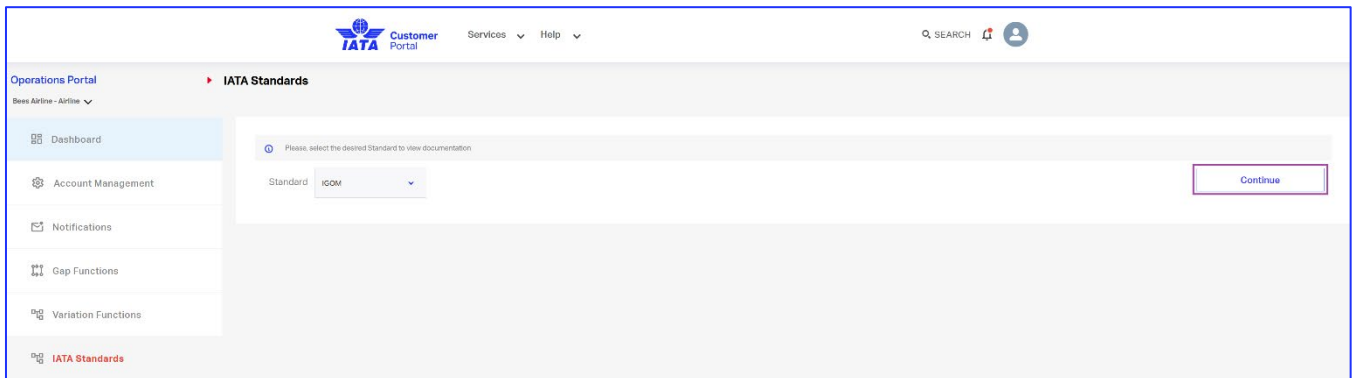 IATA Customer Portal
Services
Help
SEARCH
Operations Portal
IATA Standards
Bees Airline - Airline
Dashboard
Please, select the desired Standard to view documentation
Account Management
Standard
IGOM
Continue
Notifications
Gap Functions
Variation Functions
IATA Standards